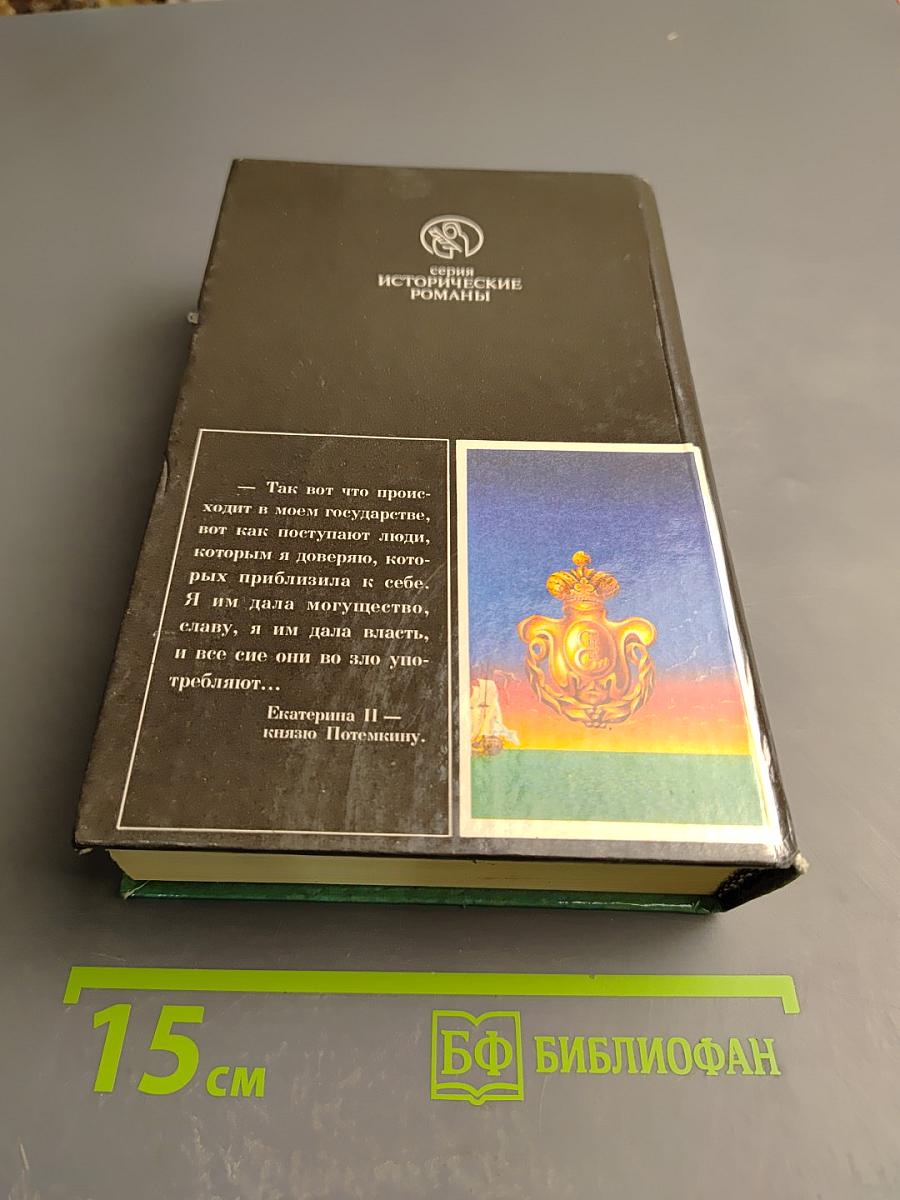 серия
ИСТОРИЧЕСКИЕ
РОМАНЫ
— Так вот что проис-
ходит в моем государстве,
вот как поступают люди,
которым я доверяю, кото-
рых приблизила к себе.
Я им дала могущество,
славу, я им дала власть,
и все сие они во зло упо-
требляют...
Екатерина II —
князю Потемкину.
15 см
БФ БИБЛИОФАН